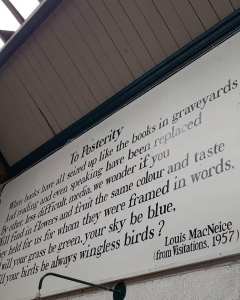 To Posterity
When books have all seized up like the books in graveyards
And reading and even speaking have been replaced
By other, less difficult, media, we wonder if you
Will find in flowers and fruit the same colour and taste
They held for us for whom they were framed in words,
And will your grass be green, your sky be blue,
Or will your birds be always wingless birds?
Louis MacNeice
(from Visitations, 1957)